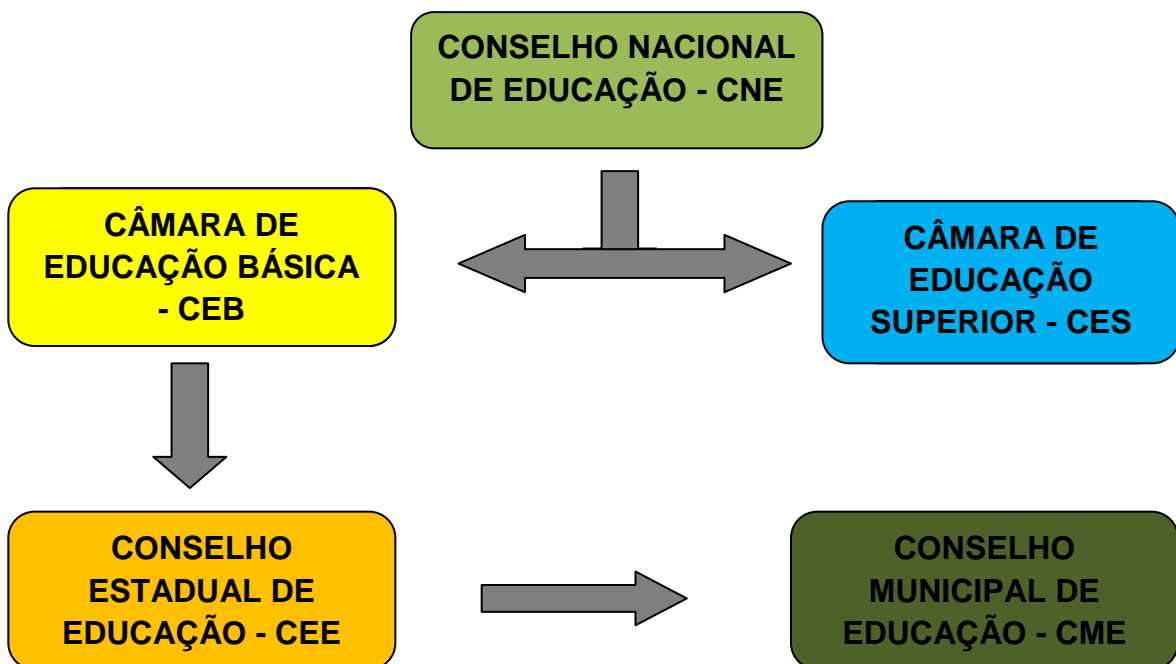 CONSELHO NACIONAL
DE EDUCAÇÃO - CNE
CÂMARA DE
EDUCAÇÃO BÁSICA
- CEB
CÂMARA DE
EDUCAÇÃO
SUPERIOR - CES
CONSELHO
ESTADUAL DE
EDUCAÇÃO - CEE
CONSELHO
MUNICIPAL DE
EDUCAÇÃO - CME